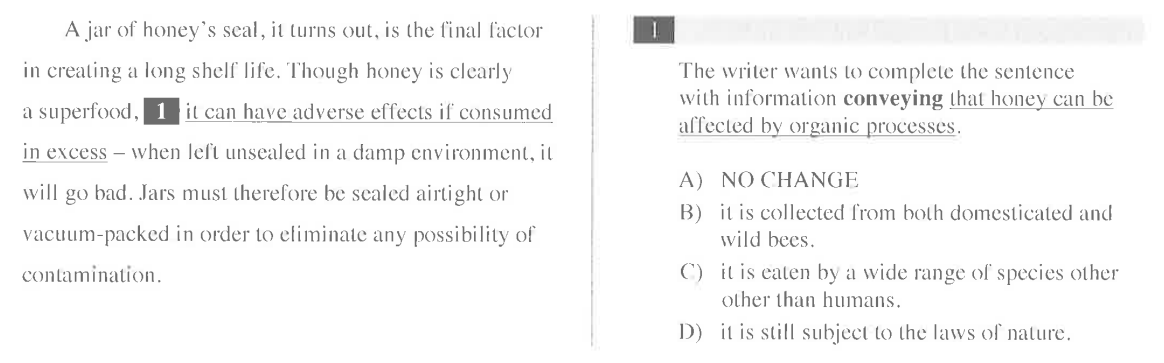 A jar of honey's seal, it turns out, is the final factor
in creating a long shelf life. Though honey is clearly
a superfood, 1 it can have adverse effects if consumed
in excess – when left unsealed in a damp environment, it
will go bad. Jars must therefore be sealed airtight or
vacuum-packed in order to eliminate any possibility of
contamination.
1
The writer wants to complete the sentence
with information conveying that honey can be
affected by organic processes.
A) NO CHANGE
B) it is collected from both domesticated and
wild bees.
C) it is eaten by a wide range of species other
other than humans.
D) it is still subject to the laws of nature.